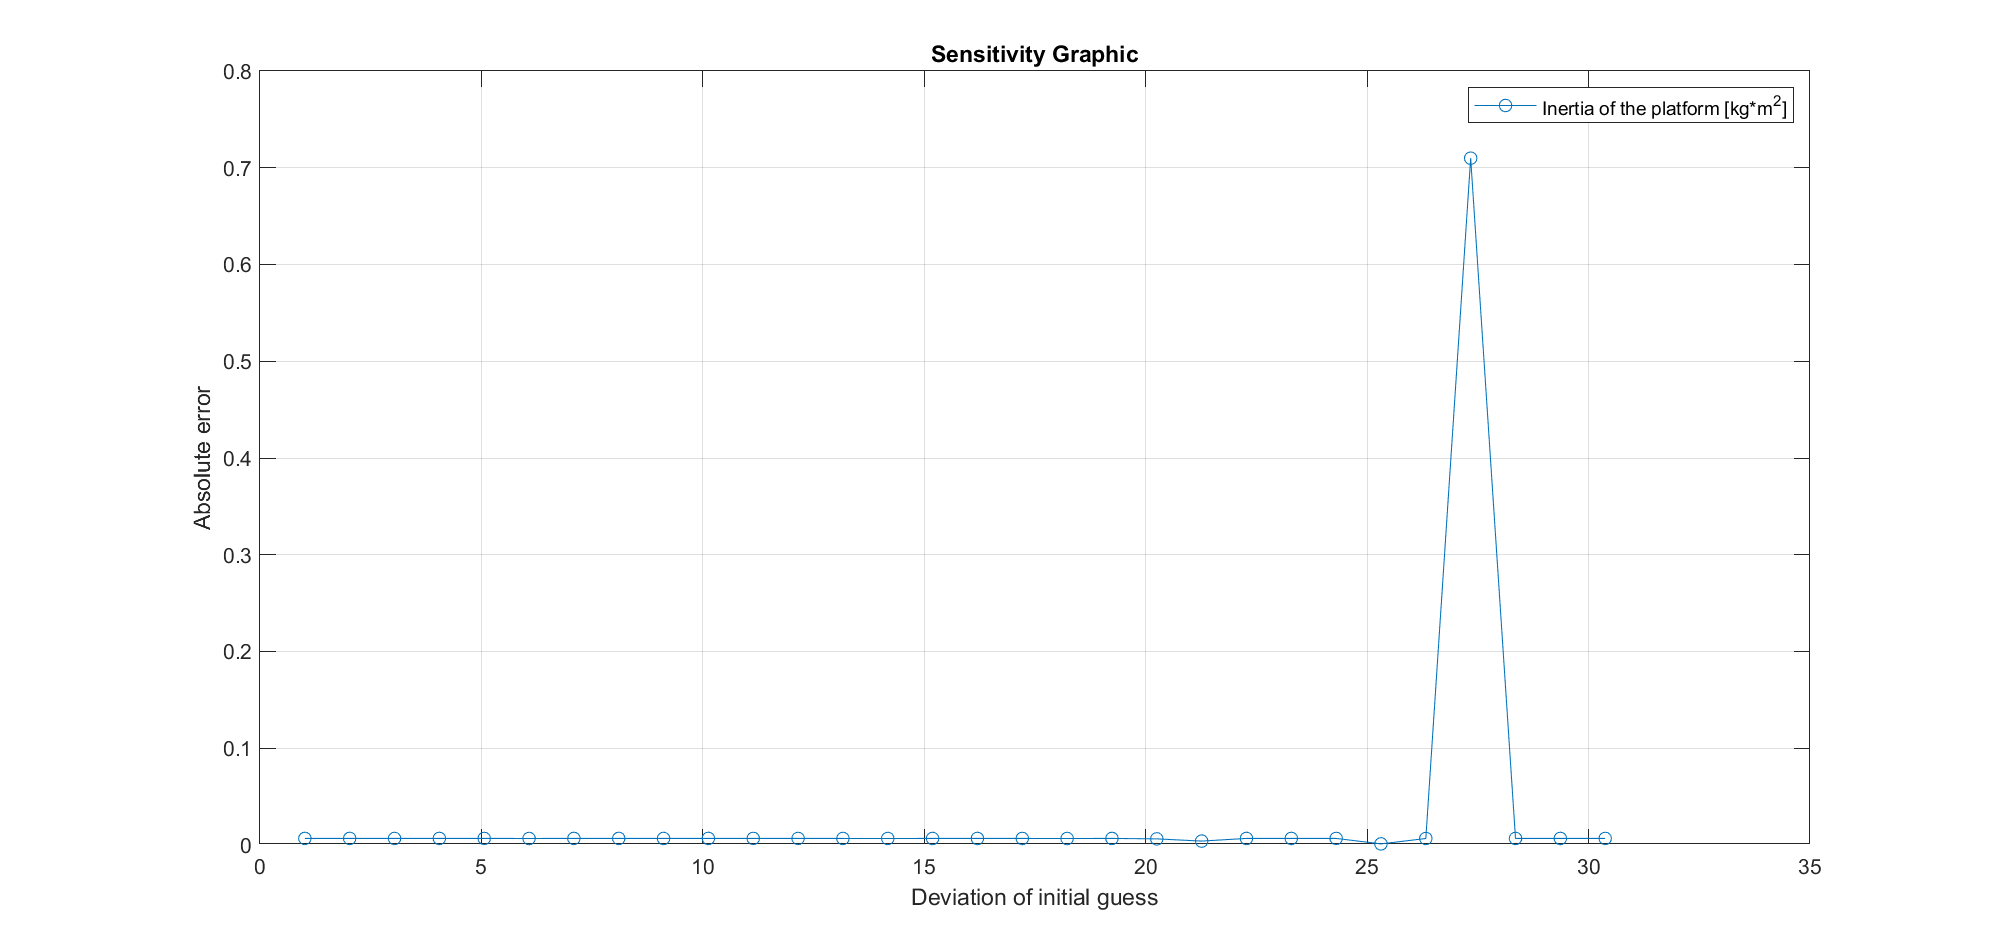 Sensitivity Graphic
Inertia of the platform [kg*m²]
0.8
0.7
0.6
0.5
0.4
0.3
0.2
0.1
0
Absolute error
0 5 10 15 20 25 30 35
Deviation of initial guess